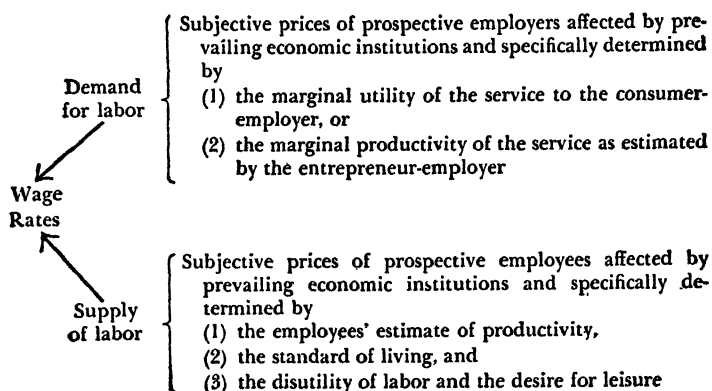 Subjective prices of prospective employers affected by pre-
vailing economic institutions and specifically determined
by
Demand
for labor
(1) the marginal utility of the service to the consumer-
employer, or
(2) the marginal productivity of the service as estimated
by the entrepreneur-employer
Wage
Rates
Subjective prices of prospective employees affected by
prevailing economic institutions and specifically de-
termined by
Supply
of labor
(1) the employees' estimate of productivity,
(2) the standard of living, and
(3) the disutility of labor and the desire for leisure